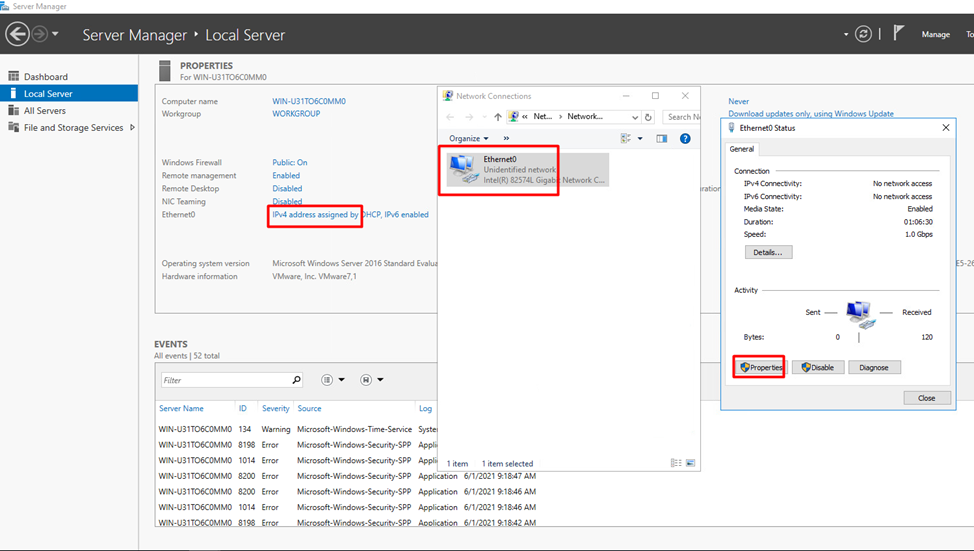 Server Manager
Server Manager ‣ Local Server
Manage
To
Dashboard
Local Server
All Servers
File and Storage Services
PROPERTIES
For WIN-U31TO6C0MM0
Computer name WIN-U31TO6C0MM0
Workgroup WORKGROUP
Windows Firewall Public: On
Remote management Enabled
Remote Desktop Disabled
NIC Teaming Disabled
Ethernet0 IPv4 address assigned by DHCP, IPv6 enabled
Operating system version Microsoft Windows Server 2016 Standard Evalua
Hardware information VMware, Inc. VMware7,1
Never
Download updates only, using Windows Update
EVENTS
All events | 52 total
Filter
Server Name ID Severity Source Log
WIN-U31TO6C0MM0 134 Warning Microsoft-Windows-Time-Service System
WIN-U31TO6C0MM0 8198 Error Microsoft-Windows-Security-SPP Applic
WIN-U31TO6C0MM0 1014 Error Microsoft-Windows-Security-SPP Applic
WIN-U31TO6C0MM0 8200 Error Microsoft-Windows-Security-SPP Application 6/1/2021 9:18:47 AM
WIN-U31TO6C0MM0 8200 Error Microsoft-Windows-Security-SPP Application 6/1/2021 9:18:46 AM
WIN-U31TO6C0MM0 1014 Error Microsoft-Windows-Security-SPP Application 6/1/2021 9:18:46 AM
WIN-U31TO6C0MM0 8198 Error Microsoft-Windows-Security-SPP Application 6/1/2021 9:18:42 AM
Network Connections
« Net... › Network...
Search Ne
Organize »
Ethernet0
Unidentified network
Intel(R) 82574L Gigabit Network C...
1 item 1 item selected
Ethernet0 Status
General
Connection
IPv4 Connectivity: No network access
IPv6 Connectivity: No network access
Media State: Enabled
Duration: 01:06:30
Speed: 1.0 Gbps
Details...
Activity
Sent Received
Bytes: 0 120
Properties
Disable
Diagnose
Close